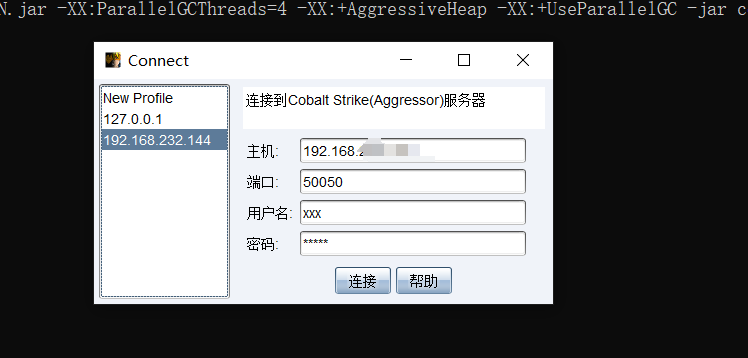 N.jar -XX:ParallelGCThreads=4 -XX:+AggressiveHeap -XX:+UseParallelGC -jar c
Connect
New Profile
127.0.0.1
192.168.232.144
连接到Cobalt Strike(Aggressor)服务器
主机: 192.168.
端口: 50050
用户名: xxx
密码: *****
连接 帮助